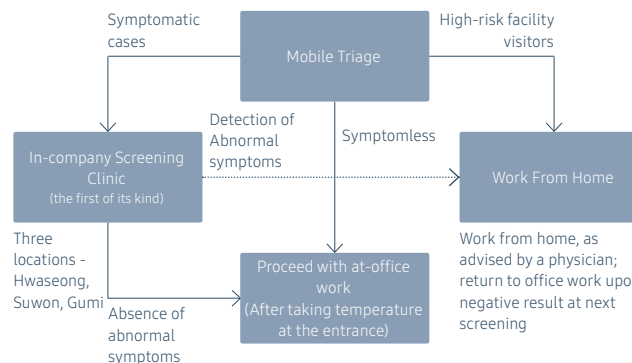 Symptomatic
cases
Mobile Triage
High-risk facility
visitors
Detection of
Abnormal
symptoms
Symptomless
In-company Screening
Clinic
(the first of its kind)
Work From Home
Three
locations -
Hwaseong,
Suwon, Gumi
Proceed with at-office
work
(After taking temperature
at the entrance)
Work from home, as
advised by a physician;
return to office work upo
negative result at next
screening
Absence of
abnormal
symptoms